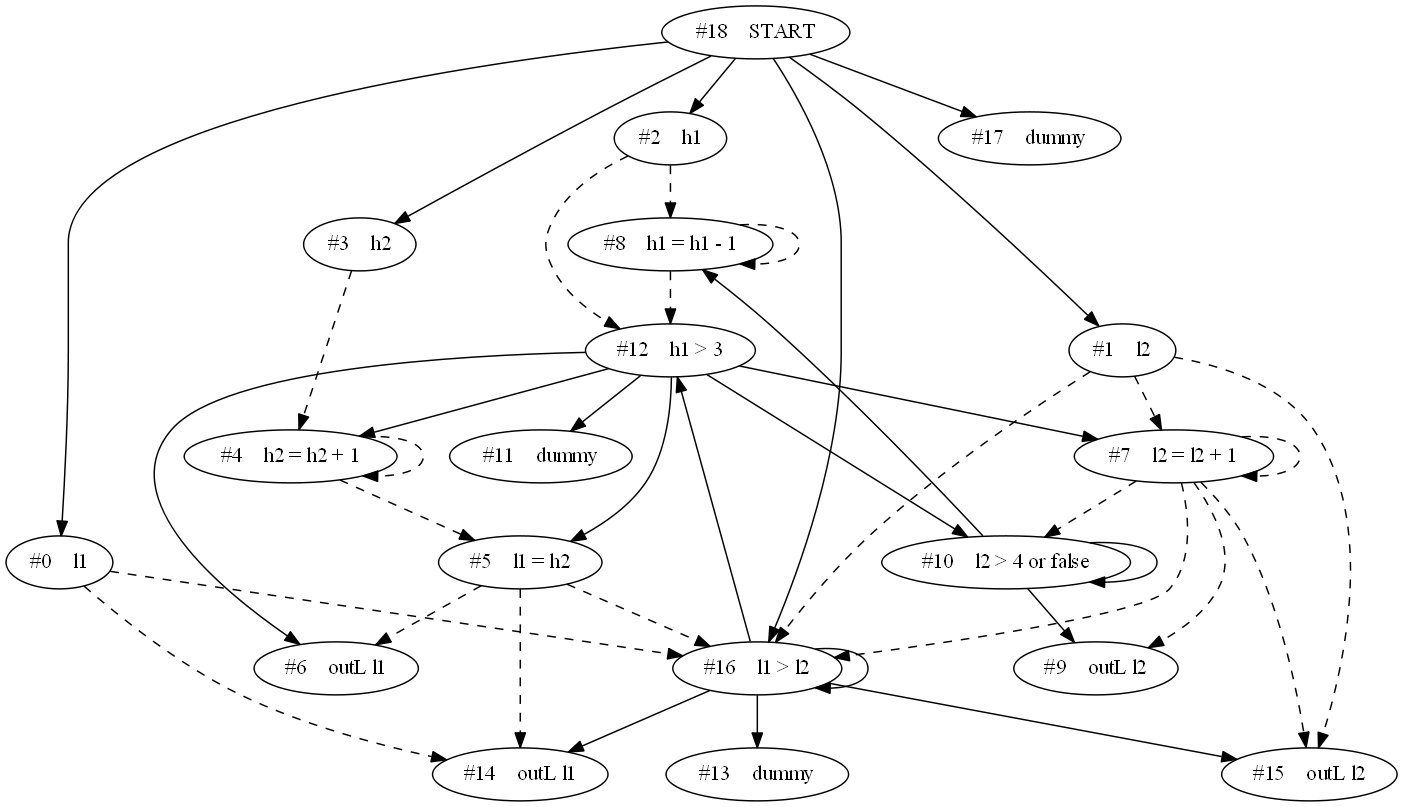 #18 START
#2 h1
#17 dummy
#3 h2
#8 h1 = h1 - 1
#12 h1 > 3
#1 l2
#4 h2 = h2 + 1
#11 dummy
#7 l2 = l2 + 1
#0 l1
#5 l1 = h2
#10 l2 > 4 or false
#6 outL l1
#16 l1 > l2
#9 outL l2
#14 outL l1
#13 dummy
#15 outL l2